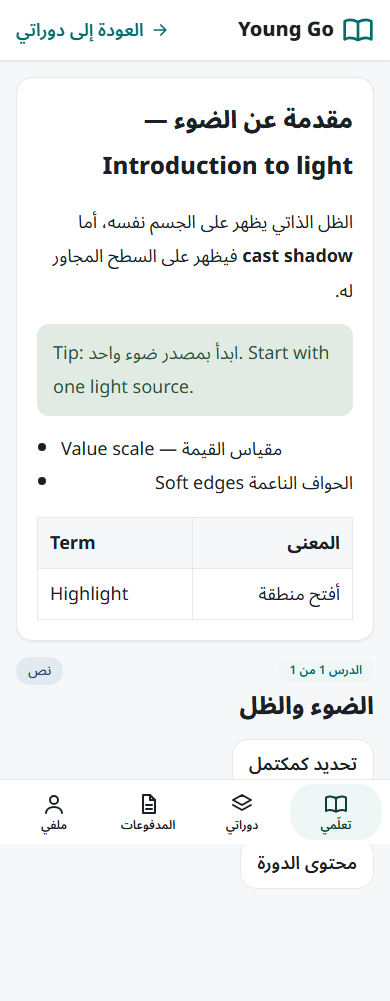 Young Go
العودة إلى دوراتي
مقدمة عن الضوء —
Introduction to light
الظل الذاتي يظهر على الجسم نفسه، أما
cast shadow فيظهر على السطح المجاور
له.
Tip: ابدأ بمصدر ضوء واحد. Start with
one light source.
Value scale — مقياس القيمة
الحواف الناعمة Soft edges
المعنى Term
أفتح منطقة Highlight
الدرس 1 من 1
نص
الضوء والظل
تحديد كمكتمل
تعلّمي
دوراتي
المدفوعات
ملفي
محتوى الدورة